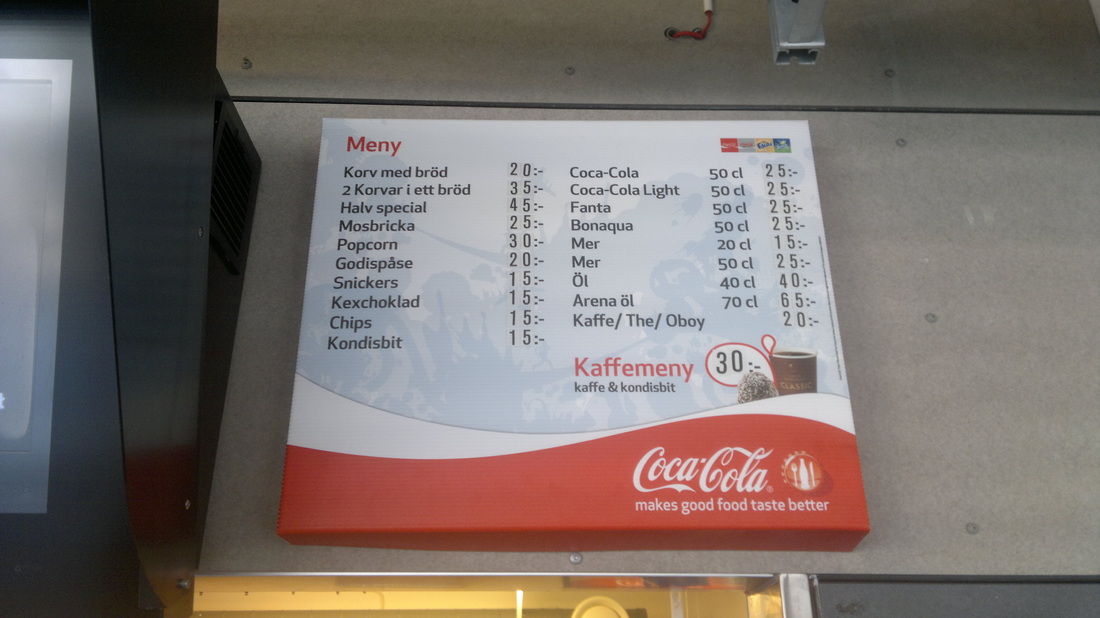 Meny
Korv med bröd 20:-
2 Korvar i ett bröd 35:-
Halv special 45:-
Mosbricka 25:-
Popcorn 30:-
Godispåse 20:-
Snickers 15:-
Kexchoklad 15:-
Chips 15:-
Kondisbit 15:-
Coca-Cola 50 cl 25:-
Coca-Cola Light 50 cl 25:-
Fanta 50 cl 25:-
Bonaqua 50 cl 25:-
Mer 20 cl 15:-
Mer 50 cl 25:-
Öl 40 cl 40:-
Arena öl 70 cl 65:-
Kaffe/ The/ Oboy 20:-
Kaffemeny 30:-
kaffe & kondisbit
CLASSIC
Coca-Cola
makes good food taste better